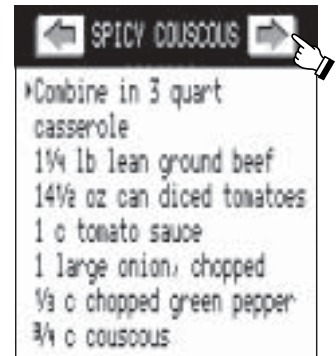 SPICY COUSCOUS
▸Combine in 3 quart
casserole
1¼ lb lean ground beef
14½ oz can diced tomatoes
1 c tomato sauce
1 large onion, chopped
⅓ c chopped green pepper
¾ c couscous